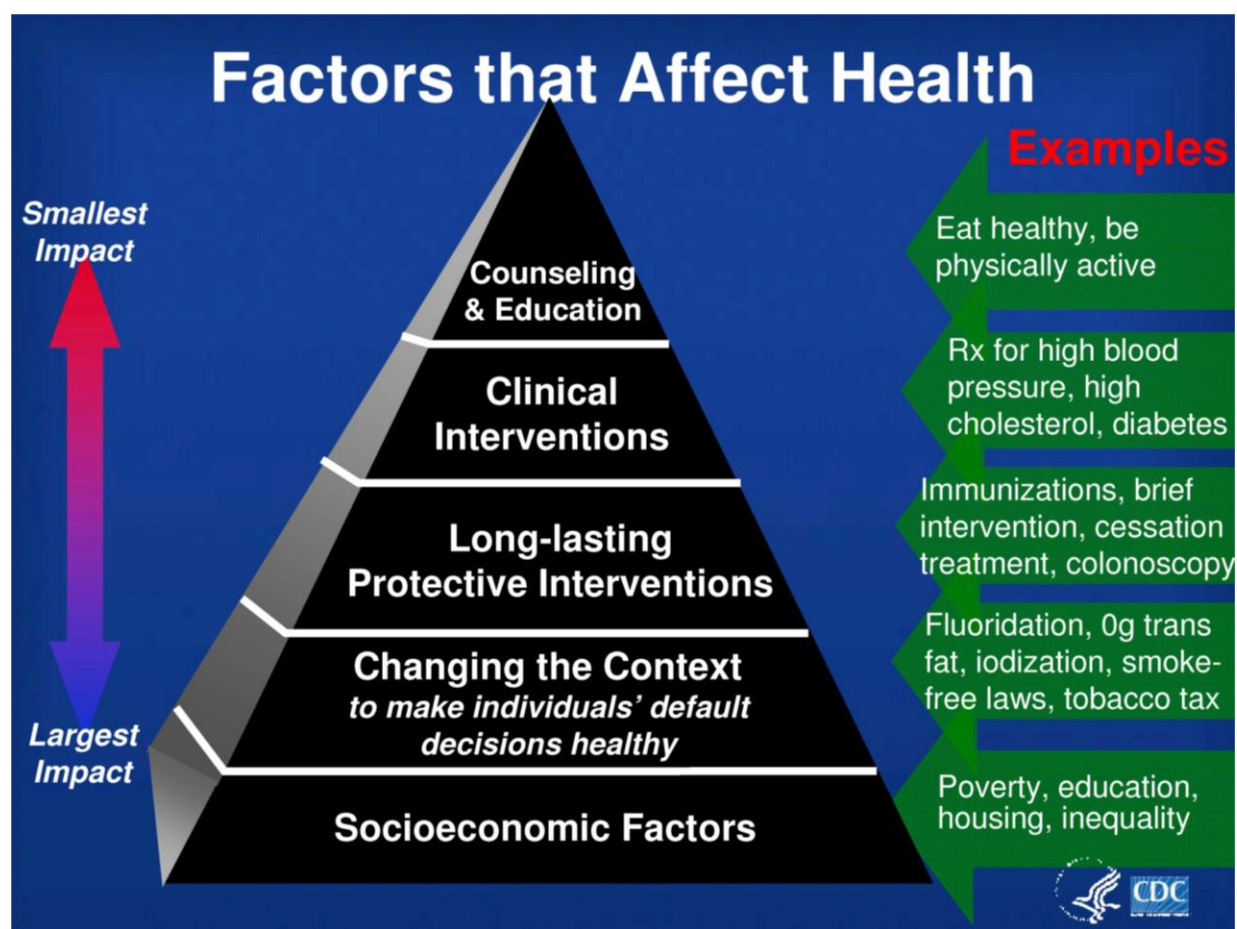 Factors that Affect Health
Examples
Smallest
Impact
Largest
Impact
Counseling
& Education
Clinical
Interventions
Long-lasting
Protective Interventions
Changing the Context
to make individuals’ default
decisions healthy
Socioeconomic Factors
Eat healthy, be
physically active
Rx for high blood
pressure, high
cholesterol, diabetes
Immunizations, brief
intervention, cessation
treatment, colonoscopy
Fluoridation, 0g trans
fat, iodization, smoke-
free laws, tobacco tax
Poverty, education,
housing, inequality
CDC